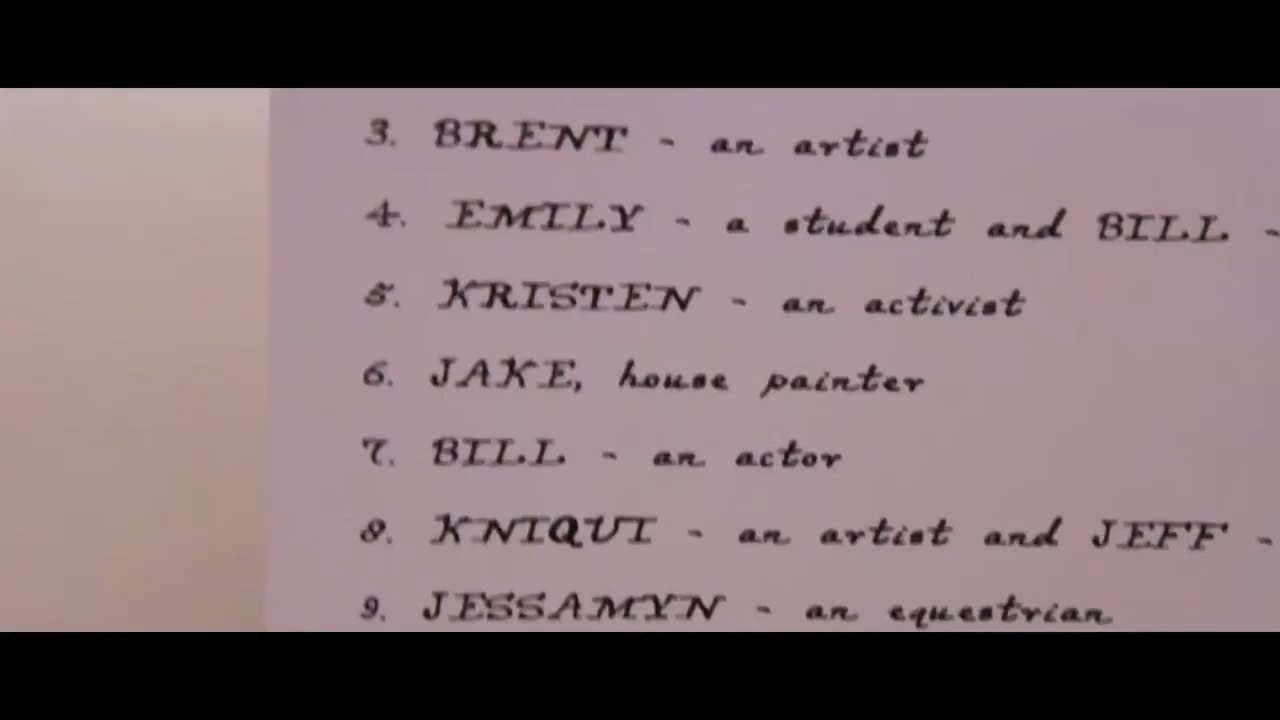 3. BRENT - an artist
4. EMILY - a student and BILL -
5. KRISTEN - an activist
6. JAKE, house painter
7. BILL - an actor
8. KNIQUI - an artist and JEFF -
9. JESSAMYN - an equestrian